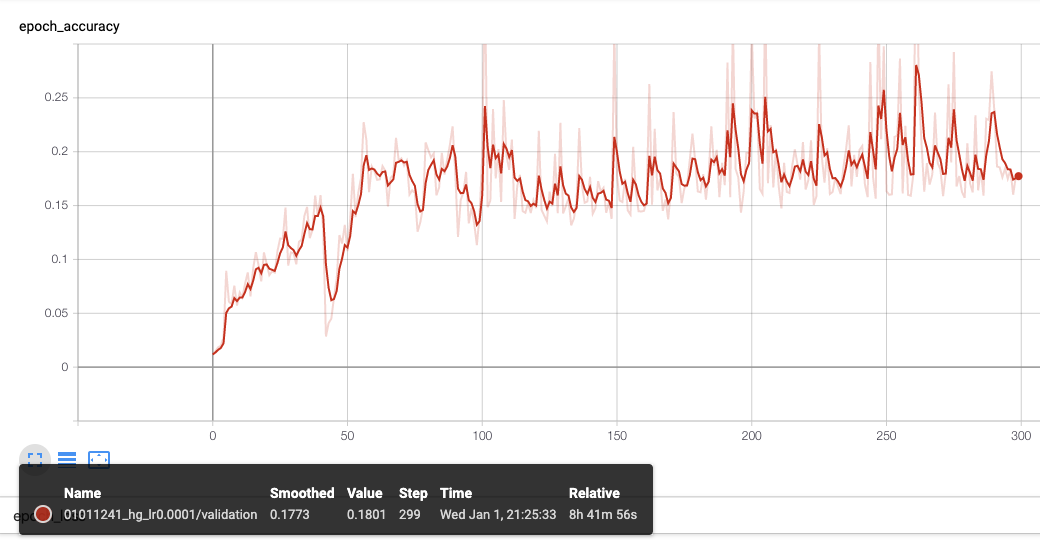 epoch_accuracy
0.25
0.2
0.15
0.1
0.05
0
0 50 100 150 200 250 300
Name Smoothed Value Step Time Relative
01011241_hg_lr0.0001/validation 0.1773 0.1801 299 Wed Jan 1, 21:25:33 8h 41m 56s